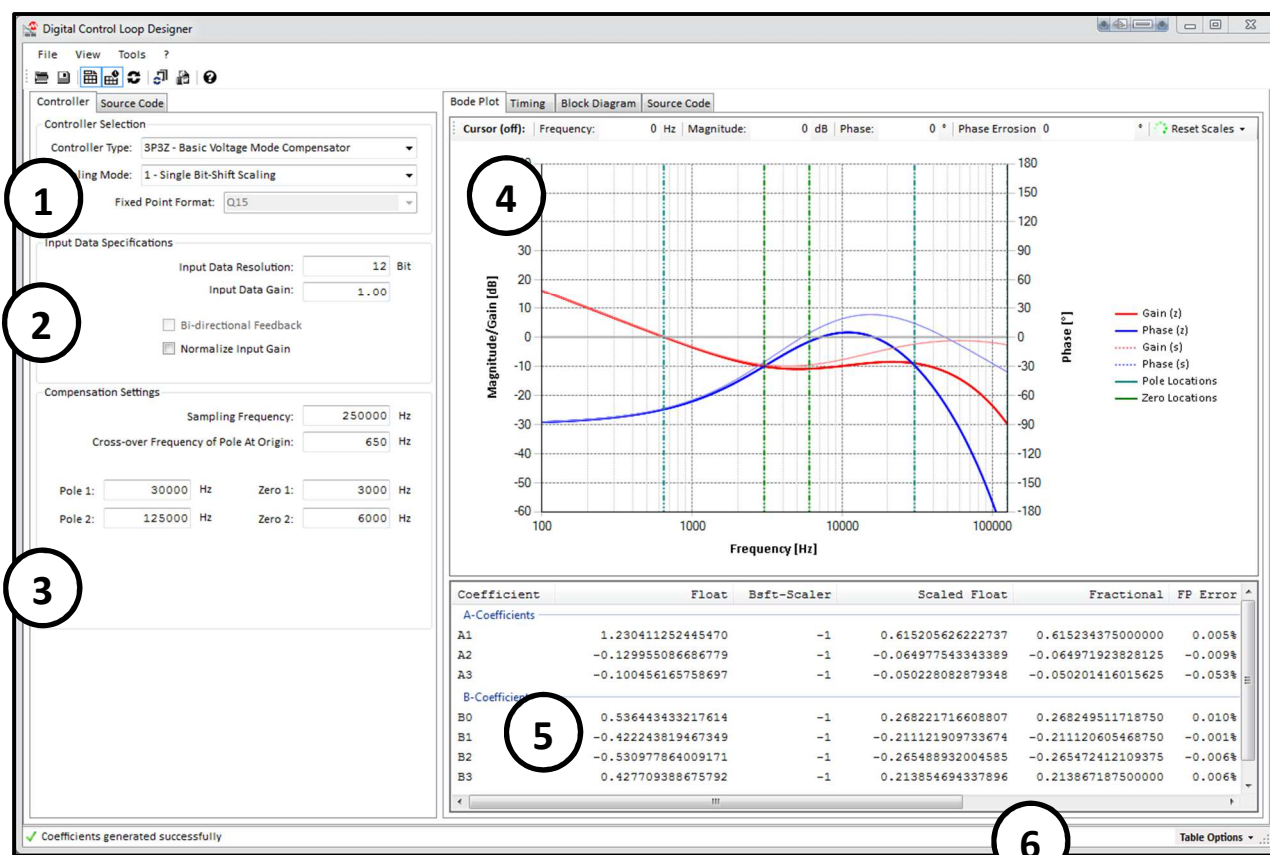 Digital Control Loop Designer
File View Tools ?
Controller Source Code
Controller Selection
Controller Type: 3P3Z - Basic Voltage Mode Compensator
ling Mode: 1 - Single Bit-Shift Scaling
Fixed Point Format: Q15
1
Input Data Specifications
Input Data Resolution: 12 Bit
Input Data Gain: 1.00
Bi-directional Feedback
Normalize Input Gain
2
Compensation Settings
Sampling Frequency: 250000 Hz
Cross-over Frequency of Pole At Origin: 650 Hz
Pole 1: 30000 Hz Zero 1: 3000 Hz
Pole 2: 125000 Hz Zero 2: 6000 Hz
3
Bode Plot Timing Block Diagram Source Code
Cursor (off): Frequency: 0 Hz Magnitude: 0 dB Phase: 0 ° Phase Errosion 0 ° Reset Scales
4
Magnitude/Gain [dB]
30
20
10
0
-10
-20
-30
-40
-50
-60
180
150
120
90
60
30
0
-30
-60
-90
-120
-150
-180
Phase [°]
100 1000 10000 100000
Frequency [Hz]
Gain (z)
Phase (z)
Gain (s)
Phase (s)
Pole Locations
Zero Locations
Coefficient Float Bsft-Scaler Scaled Float Fractional FP Error
A-Coefficients
A1 1.230411252445470 -1 0.615205626222737 0.615234375000000 0.005%
A2 -0.129955086686779 -1 -0.064977543343389 -0.064971923828125 -0.009%
A3 -0.100456165758697 -1 -0.050228082879348 -0.050201416015625 -0.053%
B-Coefficient
B0 0.536443433217614 -1 0.268221716608807 0.268249511718750 0.010%
B1 -0.422243819467349 -1 -0.211121909733674 -0.211120605468750 -0.001%
B2 -0.530977864009171 -1 -0.265488932004585 -0.265472412109375 -0.006%
B3 0.427709388675792 -1 0.213854694337896 0.213867187500000 0.006%
5
6
Coefficients generated successfully
Table Options